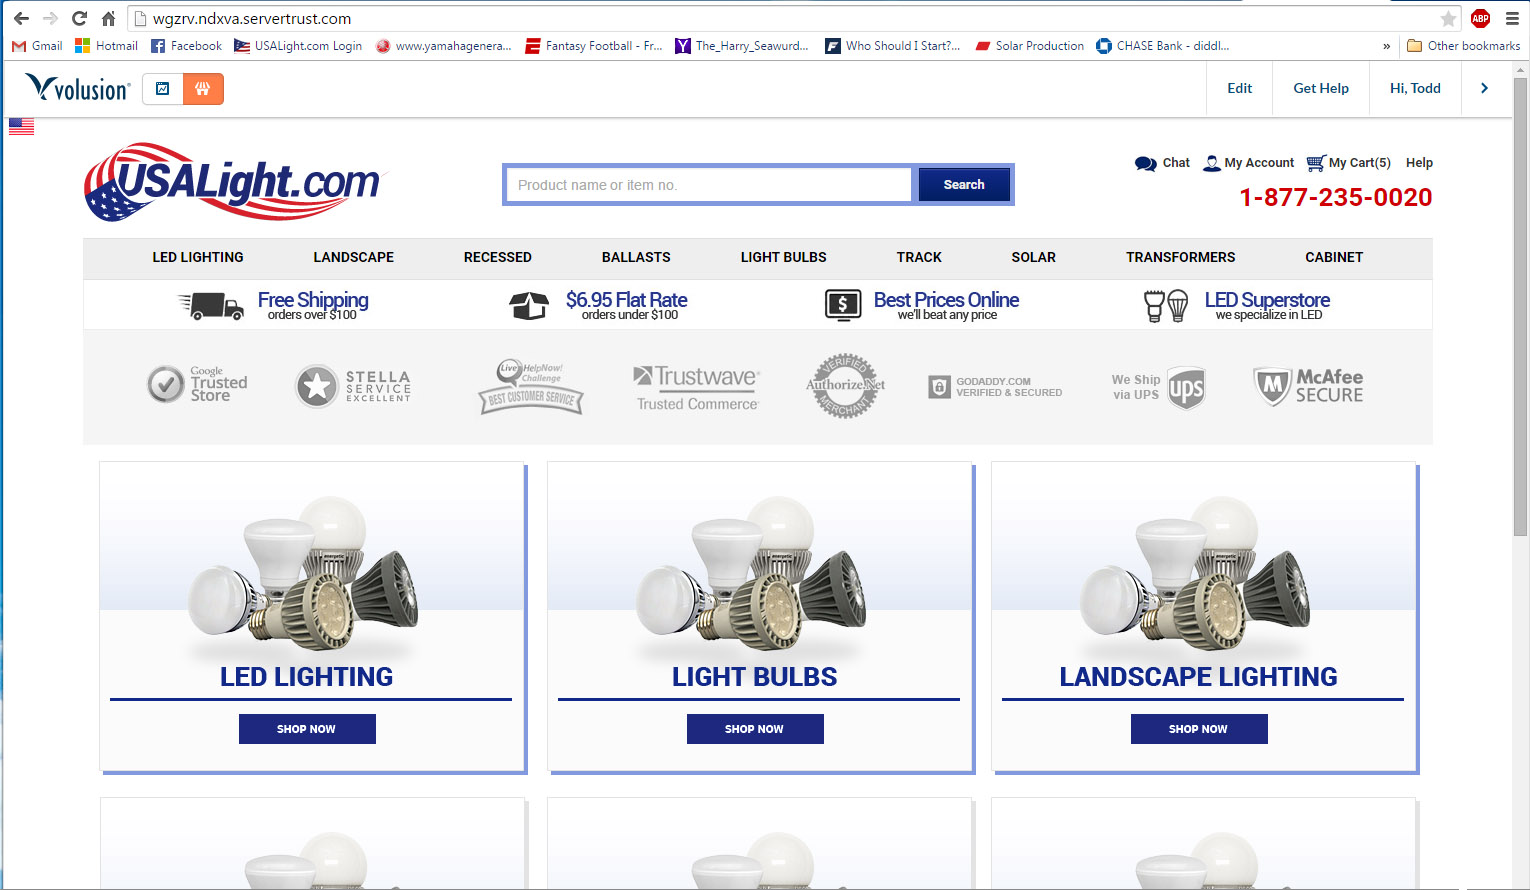 wgzrv.ndxva.servertrust.com
ABP
Gmail
Hotmail
Facebook
USALight.com Login
www.yamahagenera...
Fantasy Football - Fr...
The_Harry_Seawurd...
Who Should I Start?...
Solar Production
CHASE Bank - diddl...
»
Other bookmarks
volusion®
Edit
Get Help
Hi, Todd
USALight.com
Product name or item no.
Search
Chat
My Account
My Cart(5)
Help
1-877-235-0020
LED LIGHTING
LANDSCAPE
RECESSED
BALLASTS
LIGHT BULBS
TRACK
SOLAR
TRANSFORMERS
CABINET
Free Shipping
orders over $100
$6.95 Flat Rate
orders under $100
$
Best Prices Online
we'll beat any price
LED Superstore
we specialize in LED
Google
Trusted
Store
STELLA
SERVICE
EXCELLENT
Live HelpNow!
Challenge
BEST CUSTOMER SERVICE
Trustwave®
Trusted Commerce
VERIFIED
Authorize.Net
MERCHANT
GODADDY.COM
VERIFIED & SECURED
We Ship
via UPS
ups
McAfee
SECURE
energetic
LED LIGHTING
SHOP NOW
energetic
LIGHT BULBS
SHOP NOW
energetic
LANDSCAPE LIGHTING
SHOP NOW